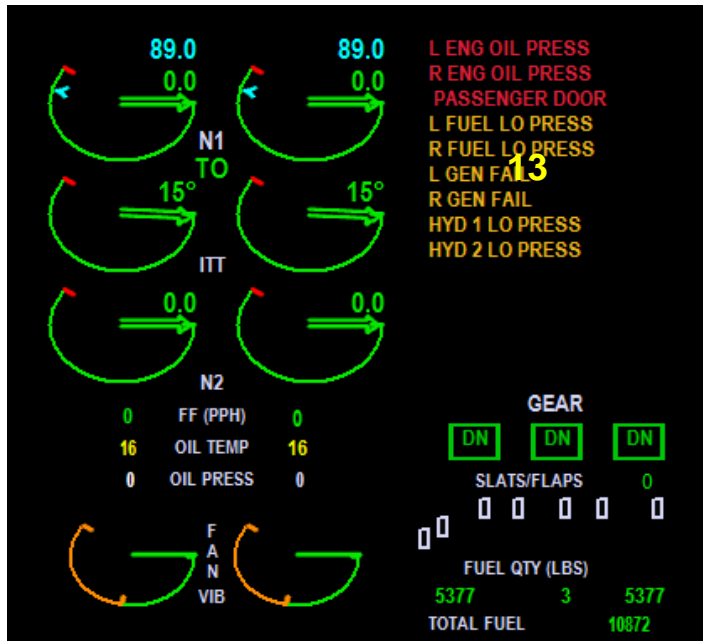 89.0 89.0
0.0 0.0
N1
TO
15° 15°
ITT
0.0 0.0
N2
0 FF (PPH) 0
16 OIL TEMP 16
0 OIL PRESS 0
FAN
VIB
L ENG OIL PRESS
R ENG OIL PRESS
PASSENGER DOOR
L FUEL LO PRESS
R FUEL LO PRESS
13
L GEN FAIL
R GEN FAIL
HYD 1 LO PRESS
HYD 2 LO PRESS
GEAR
DN DN DN
SLATS/FLAPS 0
FUEL QTY (LBS)
5377 3 5377
TOTAL FUEL 10872